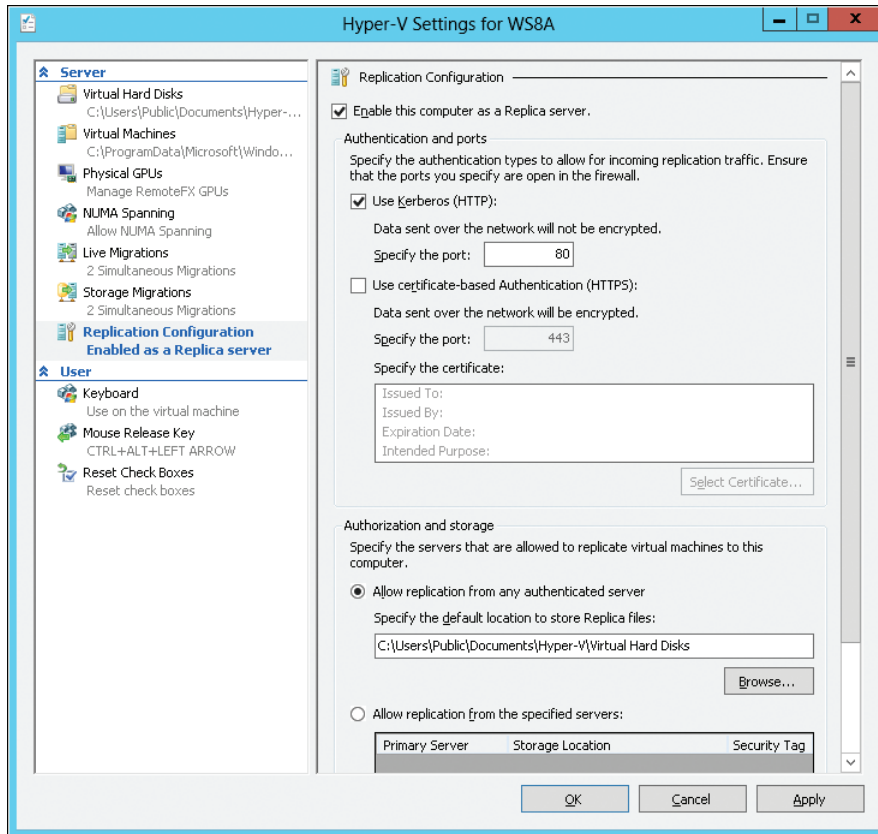 Hyper-V Settings for WS8A
Server
Virtual Hard Disks
C:\Users\Public\Documents\Hyper-...
Virtual Machines
C:\ProgramData\Microsoft\Windo...
Physical GPUs
Manage RemoteFX GPUs
NUMA Spanning
Allow NUMA Spanning
Live Migrations
2 Simultaneous Migrations
Storage Migrations
2 Simultaneous Migrations
Replication Configuration
Enabled as a Replica server
User
Keyboard
Use on the virtual machine
Mouse Release Key
CTRL+ALT+LEFT ARROW
Reset Check Boxes
Reset check boxes
Replication Configuration
Enable this computer as a Replica server.
Authentication and ports
Specify the authentication types to allow for incoming replication traffic. Ensure
that the ports you specify are open in the firewall.
Use Kerberos (HTTP):
Data sent over the network will not be encrypted.
Specify the port: 80
Use certificate-based Authentication (HTTPS):
Data sent over the network will be encrypted.
Specify the port: 443
Specify the certificate:
Issued To:
Issued By:
Expiration Date:
Intended Purpose:
Select Certificate...
Authorization and storage
Specify the servers that are allowed to replicate virtual machines to this
computer.
Allow replication from any authenticated server
Specify the default location to store Replica files:
C:\Users\Public\Documents\Hyper-V\Virtual Hard Disks
Browse...
Allow replication from the specified servers:
Primary Server Storage Location Security Tag
OK Cancel Apply